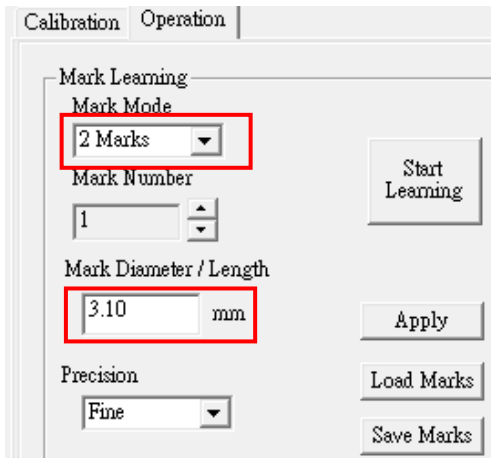 Calibration Operation
Mark Learning
Mark Mode
2 Marks
Start
Learning
Mark Number
1
Mark Diameter / Length
3.10 mm
Apply
Precision
Load Marks
Fine
Save Marks